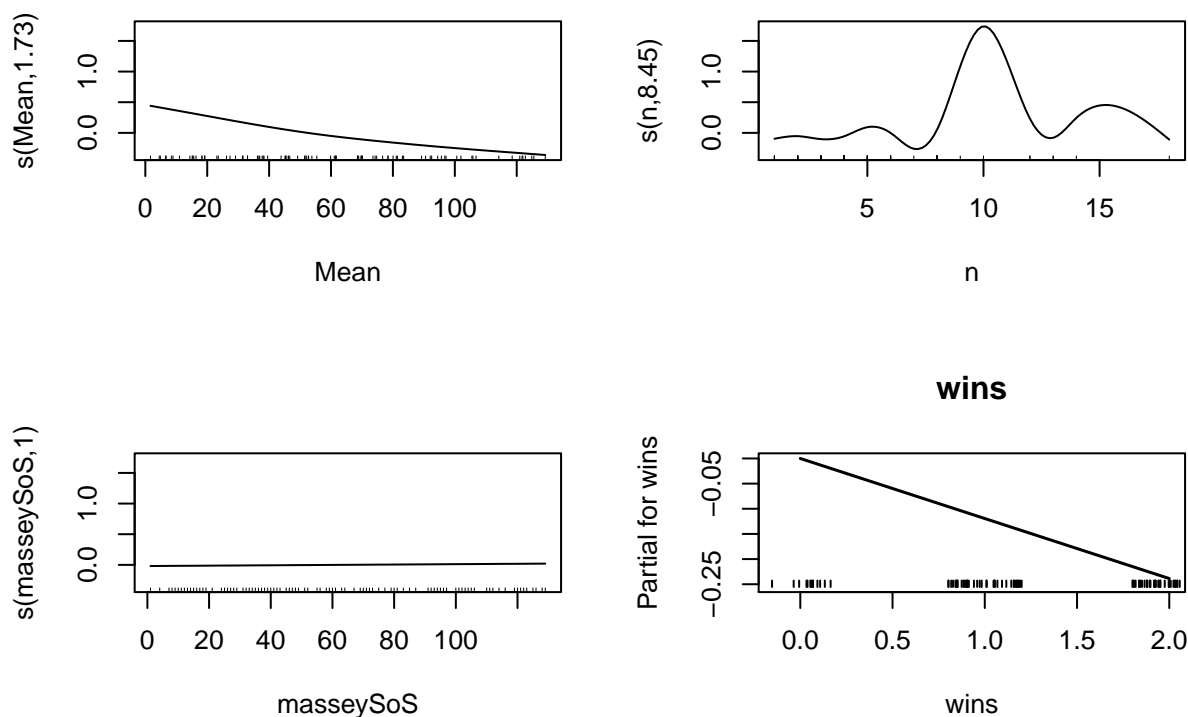 s(Mean,1.73)
1.0
0.0
0 20 40 60 80 100
Mean
s(n,8.45)
1.0
0.0
5 10 15
n
s(masseySoS,1)
1.0
0.0
0 20 40 60 80 100
masseySoS
wins
Partial for wins
−0.05
−0.25
0.0 0.5 1.0 1.5 2.0
wins